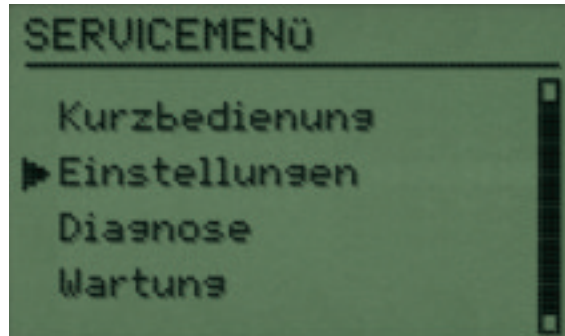 SERVICEMENü
Kurzbedienung
Einstellungen
Diagnose
Wartung